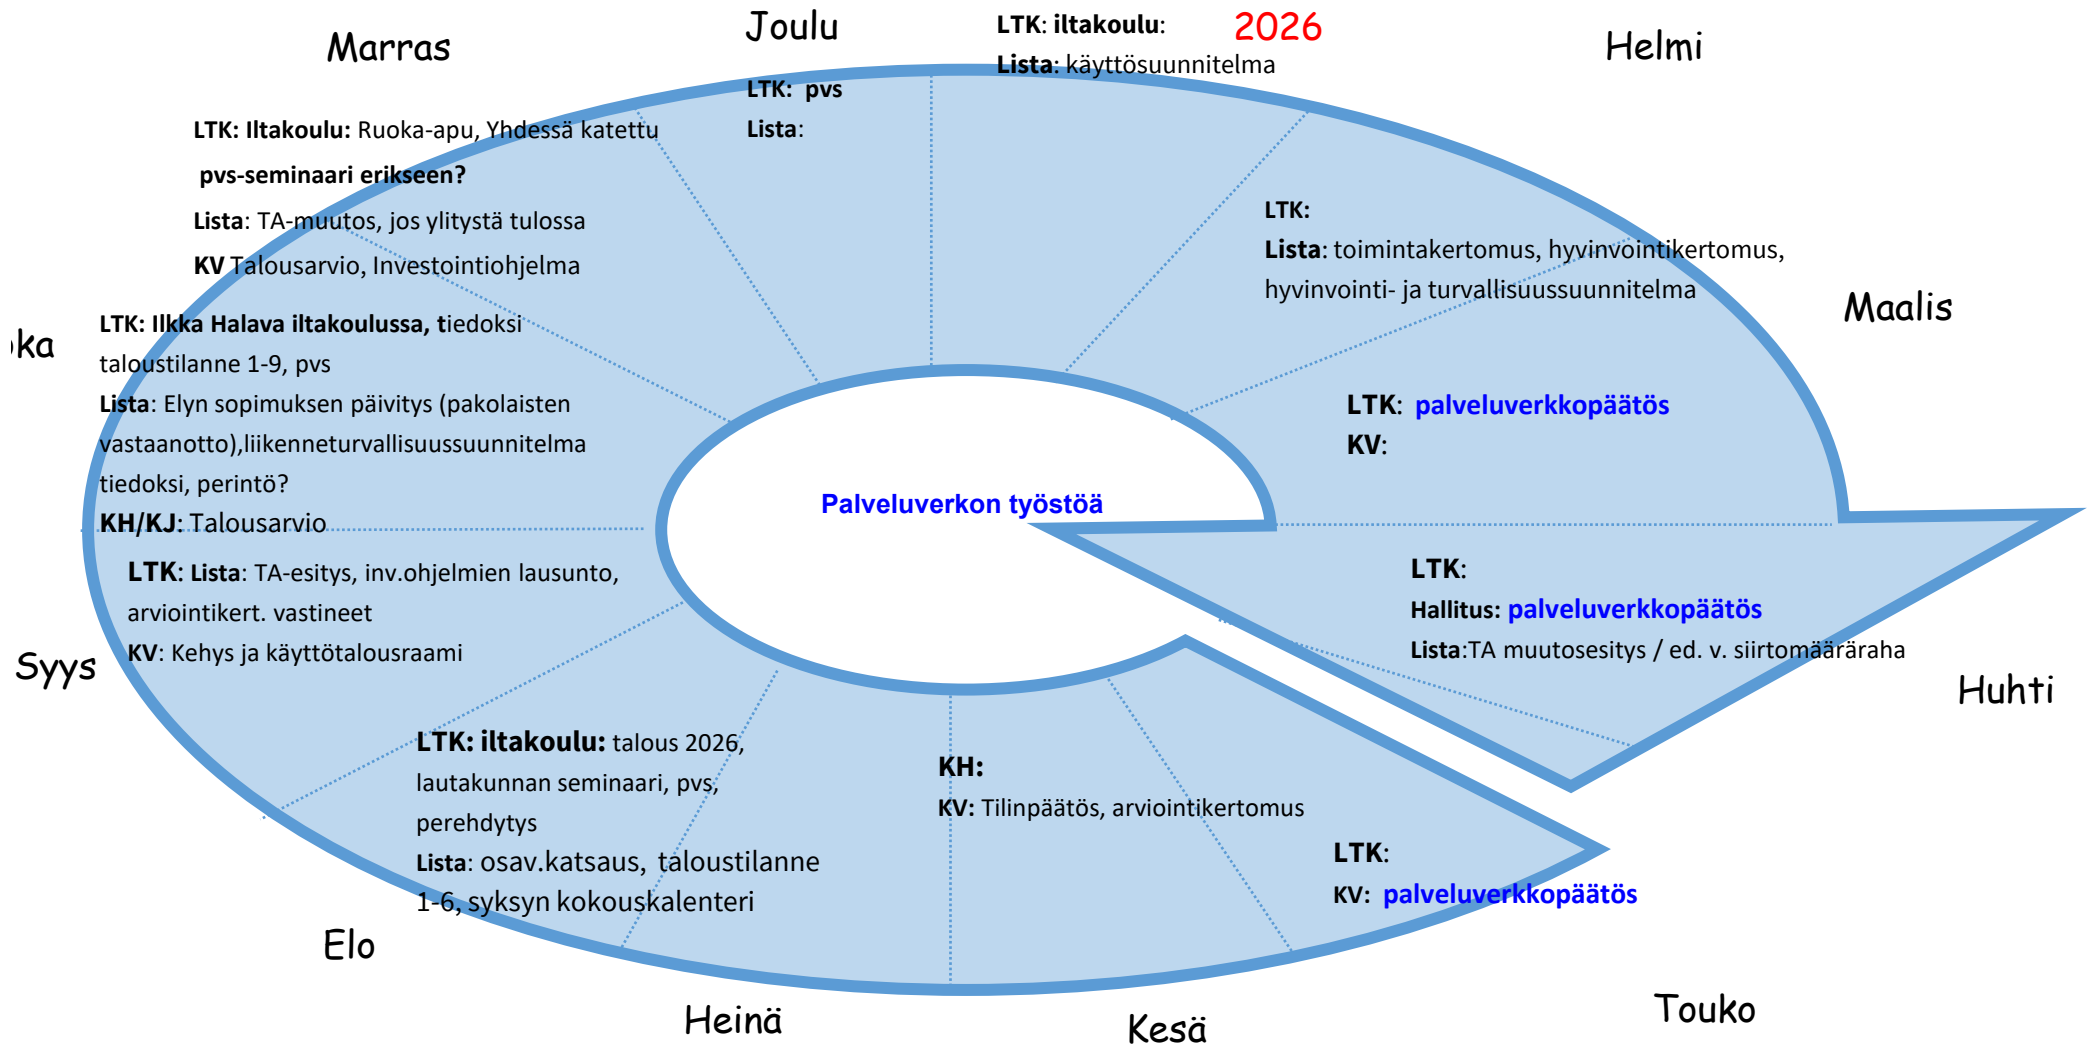 Joulu
LTK: iltakoulu:
2026
Lista: käyttösuunnitelma
Helmi
Marras
LTK: pvs
Lista:
LTK: Iltakoulu: Ruoka-apu, Yhdessä katettu
pvs-seminaari erikseen?
Lista: TA-muutos, jos ylitystä tulossa
KV Talousarvio, Investointiohjelma
LTK:
Lista: toimintakertomus, hyvinvointikertomus,
hyvinvointi- ja turvallisuussuunnitelma
Maalis
ka
LTK: Ilkka Halava iltakoulussa, tiedoksi
taloustilanne 1-9, pvs
Lista: Elyn sopimuksen päivitys (pakolaisten
vastaanotto),liikenneturvallisuussuunnitelma
tiedoksi, perintö?
KH/KJ: Talousarvio
LTK: palveluverkkopäätös
KV:
Palveluverkon työstöä
LTK: Lista: TA-esitys, inv.ohjelmien lausunto,
arviointikert. vastineet
KV: Kehys ja käyttötalousraami
Syys
LTK:
Hallitus: palveluverkkopäätös
Lista:TA muutosesitys / ed. v. siirtomääräraha
Huhti
LTK: iltakoulu: talous 2026,
lautakunnan seminaari, pvs,
perehdytys
Lista: osav.katsaus, taloustilanne
1-6, syksyn kokouskalenteri
KH:
KV: Tilinpäätös, arviointikertomus
LTK:
KV: palveluverkkopäätös
Elo
Heinä
Kesä
Touko